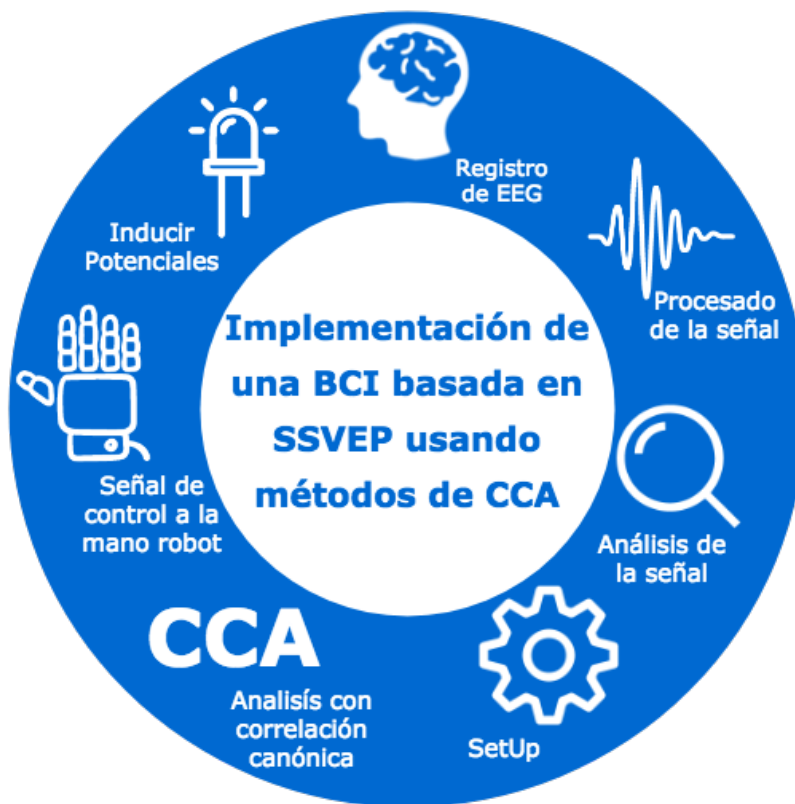 Registro
de EEG
Inducir
Potenciales
Procesado
de la señal
Implementación de
una BCI basada en
SSVEP usando
métodos de CCA
Señal de
control a la
mano robot
Análisis de
la señal
CCA
Analisís con
correlación
canónica
SetUp